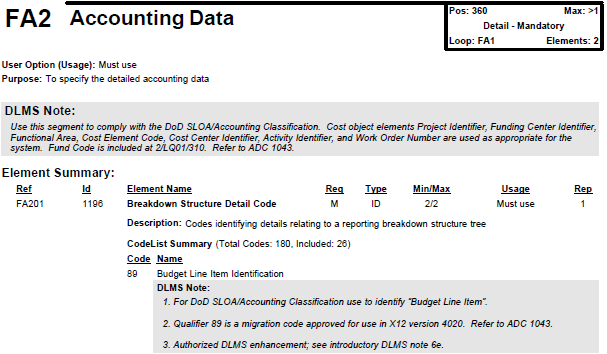 FA2 Accounting Data
Pos: 360 Max: >1
Detail - Mandatory
Loop: FA1 Elements: 2
User Option (Usage): Must use
Purpose: To specify the detailed accounting data
DLMS Note:
Use this segment to comply with the DoD SLOA/Accounting Classification. Cost object elements Project Identifier, Funding Center Identifier,
Functional Area, Cost Element Code, Cost Center Identifier, Activity Identifier, and Work Order Number are used as appropriate for the
system. Fund Code is included at 2/LQ01/310. Refer to ADC 1043.
Element Summary:
Ref Id Element Name Req Type Min/Max Usage Rep
FA201 1196 Breakdown Structure Detail Code M ID 2/2 Must use 1
Description: Codes identifying details relating to a reporting breakdown structure tree
CodeList Summary (Total Codes: 180, Included: 26)
Code Name
89 Budget Line Item Identification
DLMS Note:
1. For DoD SLOA/Accounting Classification use to identify “Budget Line Item”.
2. Qualifier 89 is a migration code approved for use in X12 version 4020. Refer to ADC 1043.
3. Authorized DLMS enhancement; see introductory DLMS note 6e.